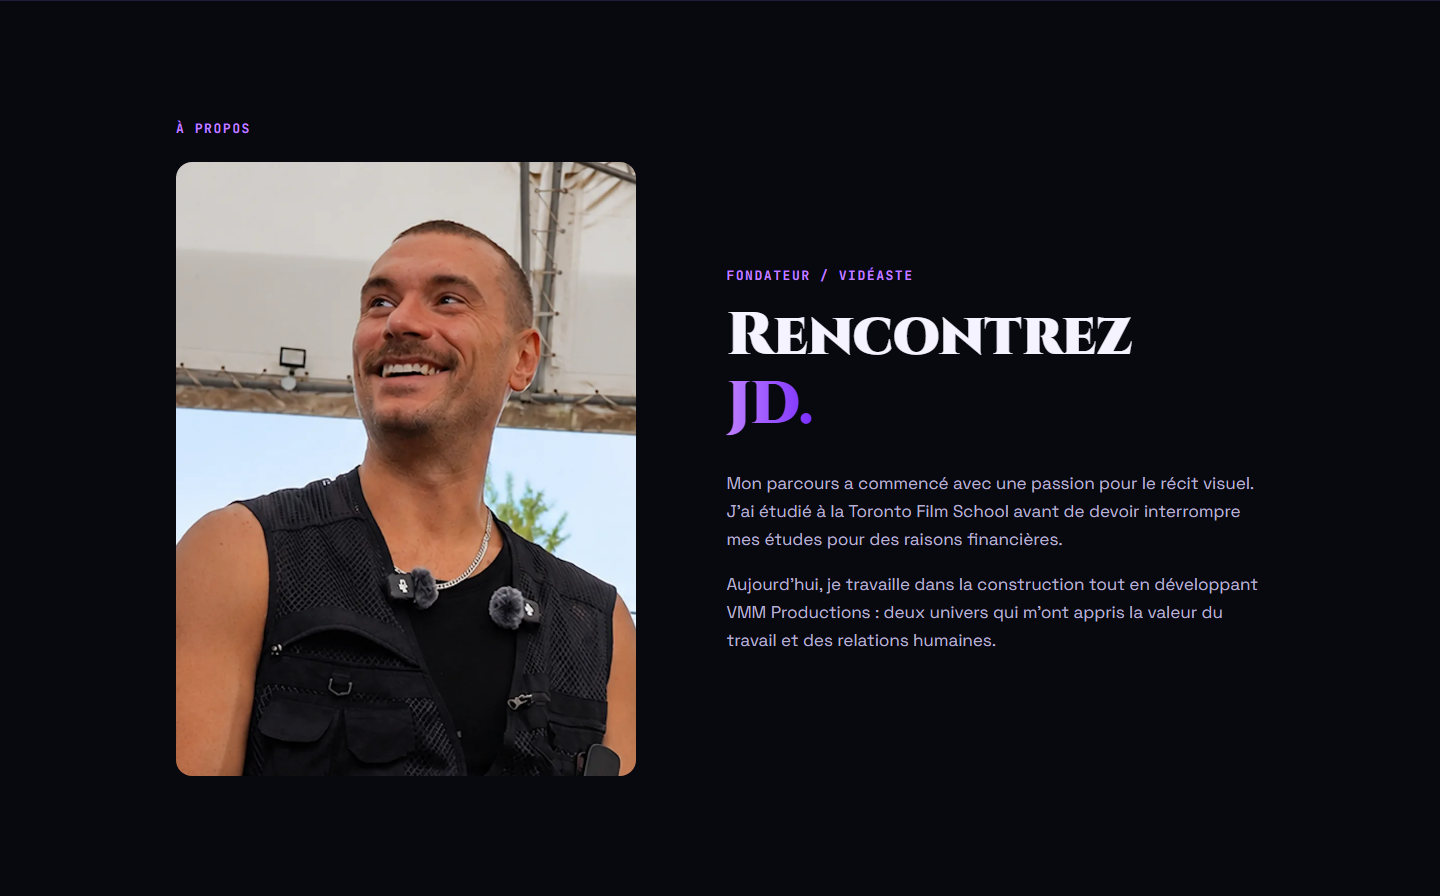 À PROPOS
FONDATEUR / VIDÉASTE
RENCONTREZ
JD.
Mon parcours a commencé avec une passion pour le récit visuel.
J’ai étudié à la Toronto Film School avant de devoir interrompre
mes études pour des raisons financières.
Aujourd’hui, je travaille dans la construction tout en développant
VMM Productions : deux univers qui m’ont appris la valeur du
travail et des relations humaines.